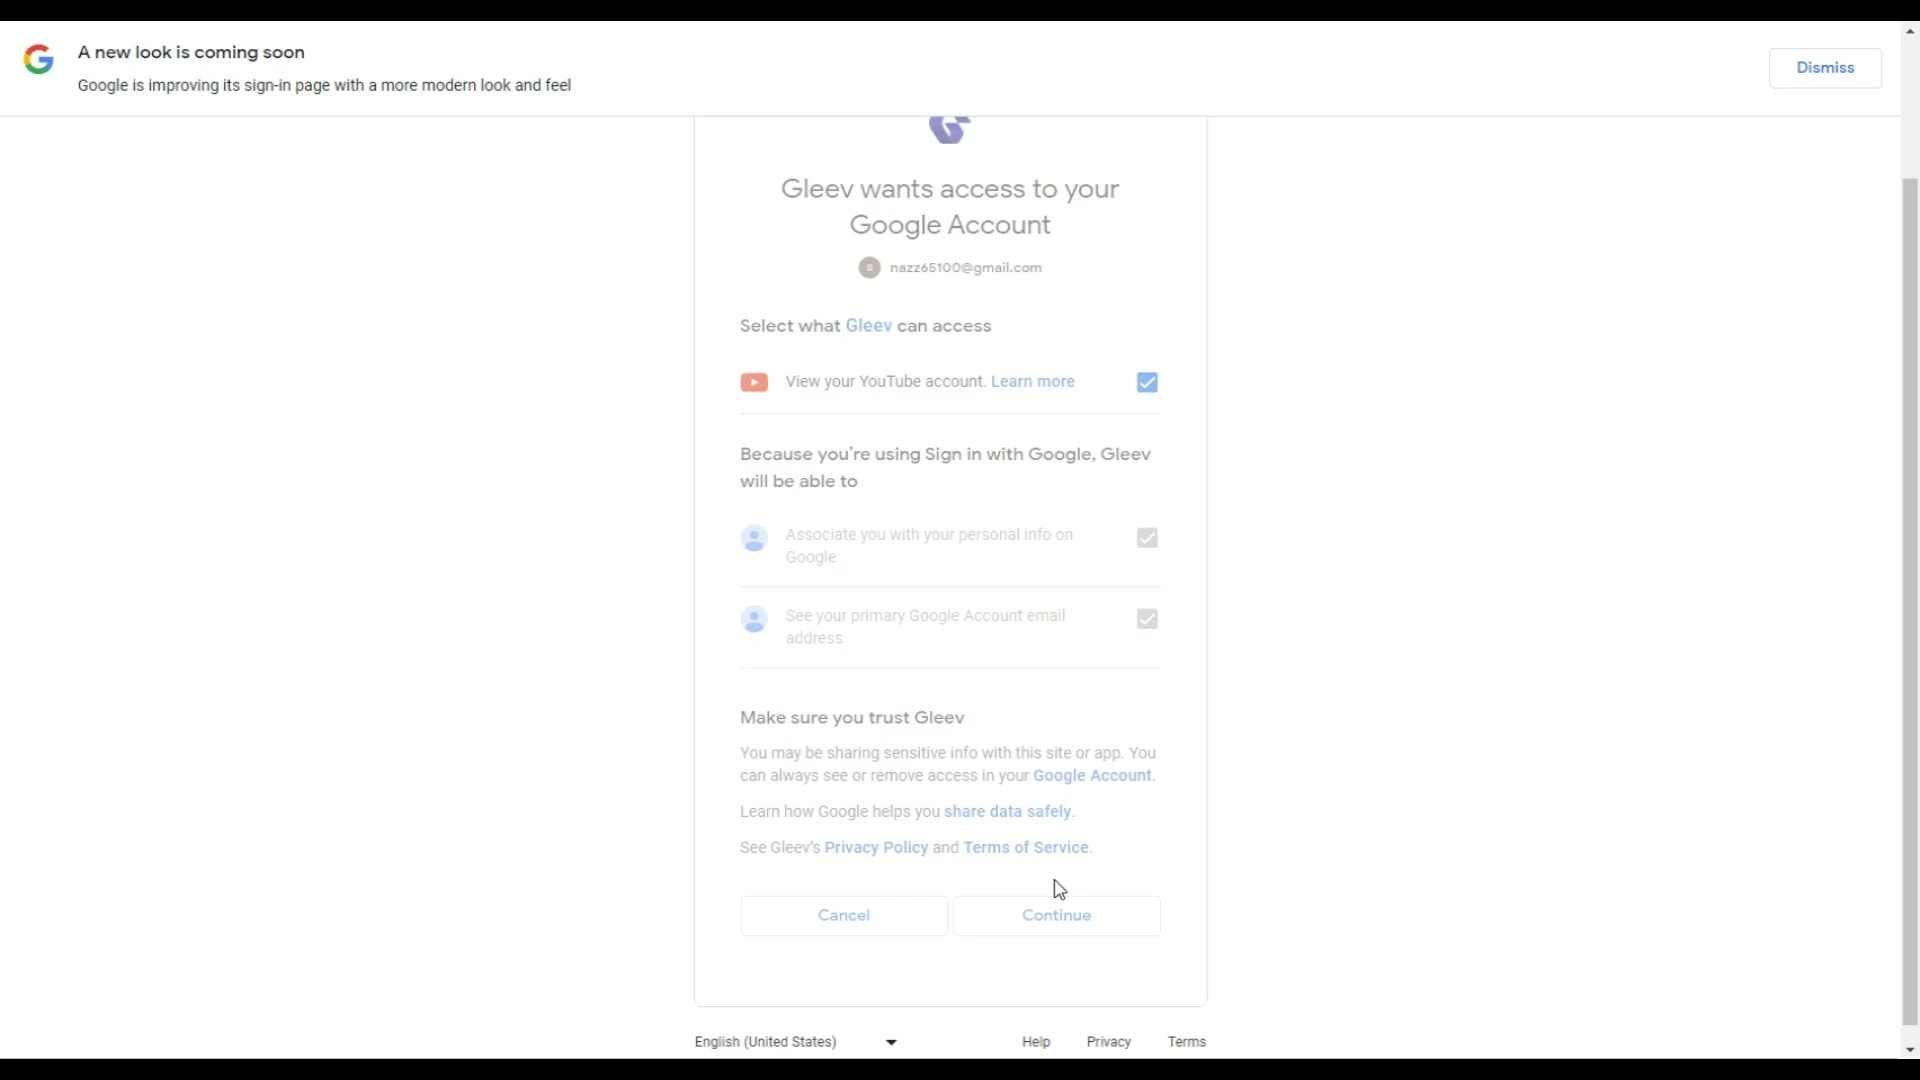 A new look is coming soon
Google is improving its sign-in page with a more modern look and feel
Dismiss
Gleev wants access to your
Google Account
s nazz65100@gmail.com
Select what Gleev can access
View your YouTube account. Learn more
Because you're using Sign in with Google, Gleev
will be able to
Associate you with your personal info on
Google
See your primary Google Account email
address
Make sure you trust Gleev
You may be sharing sensitive info with this site or app. You
can always see or remove access in your Google Account.
Learn how Google helps you share data safely.
See Gleev's Privacy Policy and Terms of Service.
Cancel Continue
English (United States) Help Privacy Terms